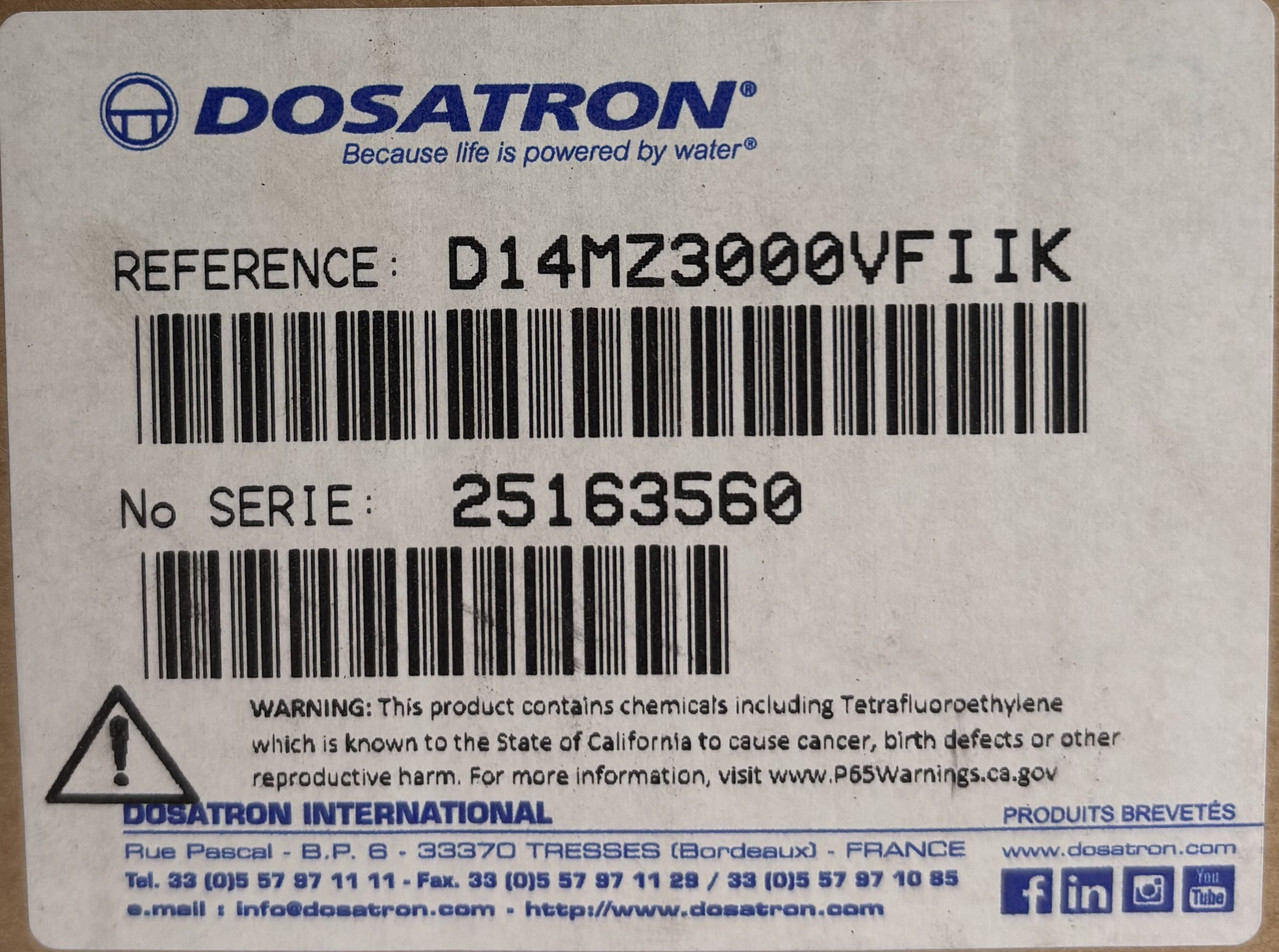 DOSATRON®
Because life is powered by water®
REFERENCE: D14MZ3000VFIIK
No SERIE: 25163560
WARNING: This product contains chemicals including Tetrafluoroethylene
which is known to the State of California to cause cancer, birth defects or other
reproductive harm. For more information, visit www.P65Warnings.ca.gov
DOSATRON INTERNATIONAL PRODUITS BREVETÉS
Rue Pascal - B.P. 6 - 33370 TRESSES (Bordeaux) - FRANCE www.dosatron.com
Tel. 33 (0)5 57 97 11 11 - Fax. 33 (0)5 57 97 11 29 / 33 (0)5 57 97 10 85
e.mail : info@dosatron.com - http://www.dosatron.com
f in You Tube